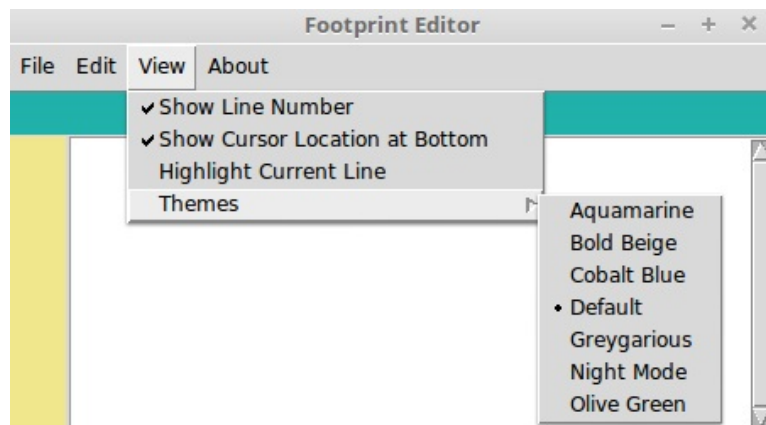 Footprint Editor
File Edit View About
Show Line Number
Show Cursor Location at Bottom
Highlight Current Line
Themes
Aquamarine
Bold Beige
Cobalt Blue
Default
Greygarious
Night Mode
Olive Green